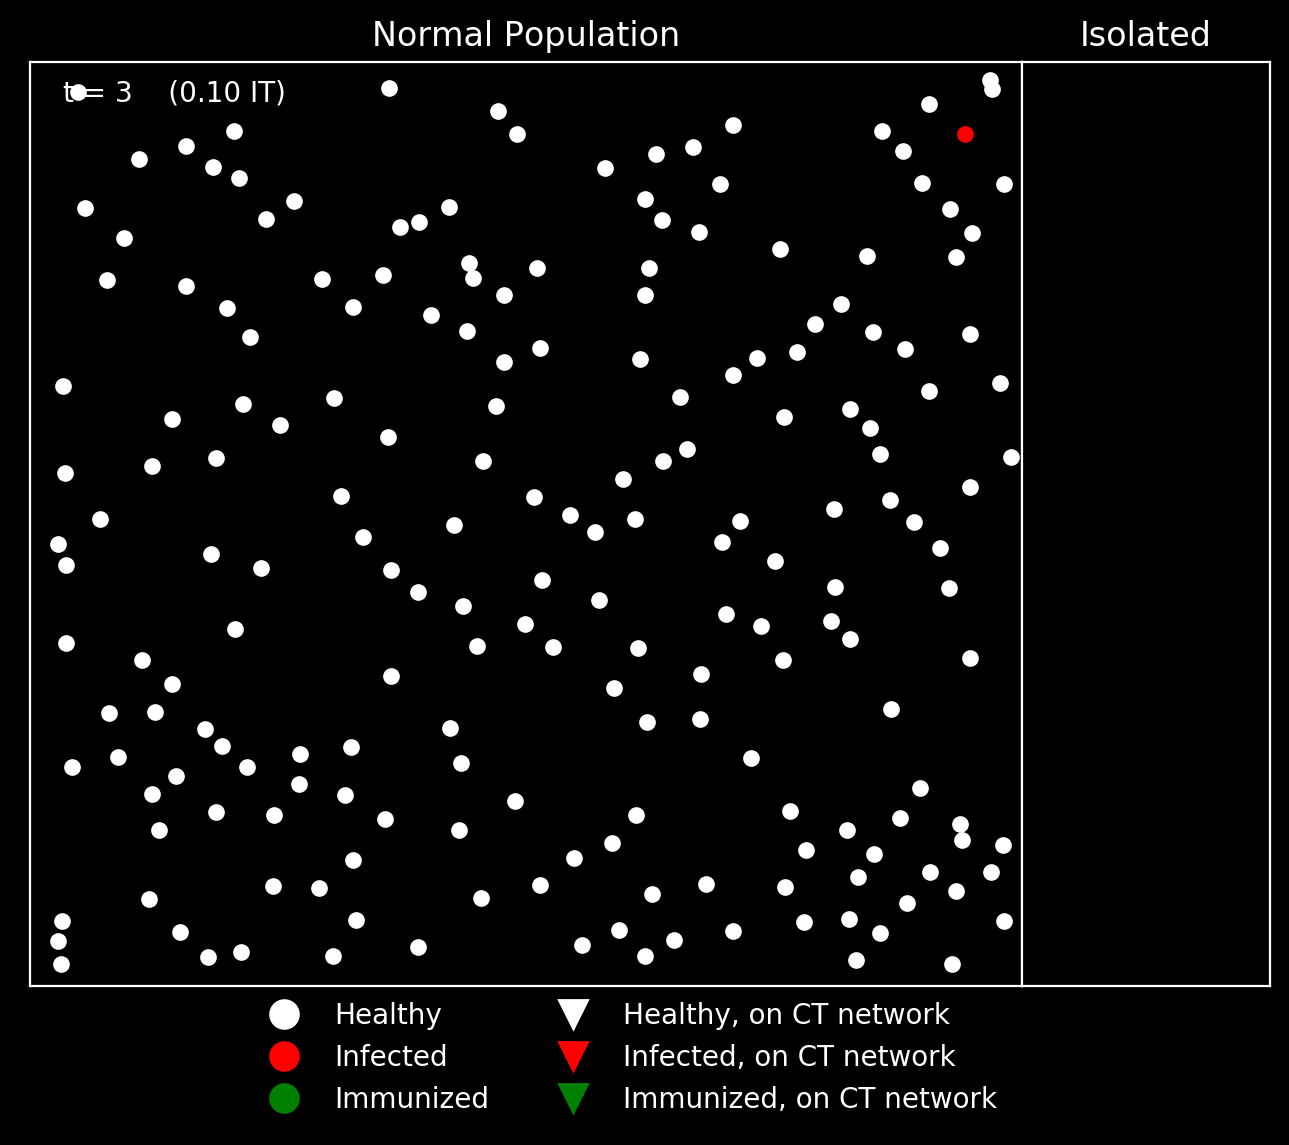 Normal Population
Isolated
t = 3 (0.10 IT)
Healthy
Infected
Immunized
Healthy, on CT network
Infected, on CT network
Immunized, on CT network